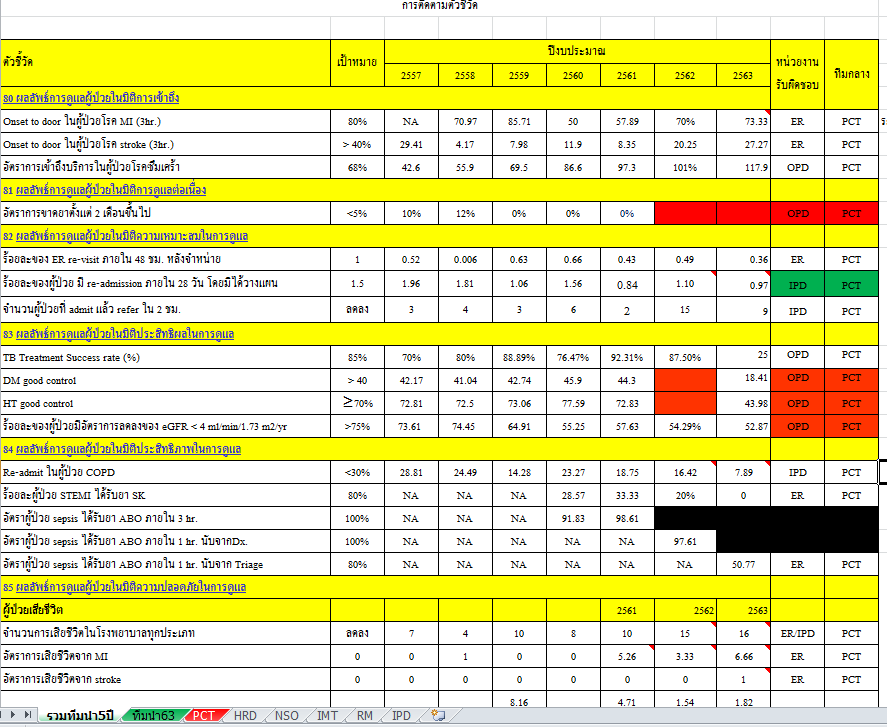 การติดตามตัวชี้วัด
ตัวชี้วัด เป้าหมาย ปีงบประมาณ หน่วยงานรับผิดชอบ ทีมกลาง
2557 2558 2559 2560 2561 2562 2563
80 ผลลัพธ์การดูแลผู้ป่วยในมิติการเข้าถึง
Onset to door ในผู้ป่วยโรค MI (3hr.) 80% NA 70.97 85.71 50 57.89 70% 73.33 ER PCT
Onset to door ในผู้ป่วยโรค stroke (3hr.) > 40% 29.41 4.17 7.98 11.9 8.35 20.25 27.27 ER PCT
อัตราการเข้าถึงบริการในผู้ป่วยโรคซึมเศร้า 68% 42.6 55.9 69.5 86.6 97.3 101% 117.9 OPD PCT
81 ผลลัพธ์การดูแลผู้ป่วยในมิติการดูแลต่อเนื่อง
อัตราการขาดยาตั้งแต่ 2 เดือนขึ้นไป <5% 10% 12% 0% 0% 0% OPD PCT
82 ผลลัพธ์การดูแลผู้ป่วยในมิติความเหมาะสมในการดูแล
ร้อยละของ ER re-visit ภายใน 48 ชม. หลังจำหน่าย 1 0.52 0.006 0.63 0.66 0.43 0.49 0.36 ER PCT
ร้อยละของผู้ป่วย มี re-admission ภายใน 28 วัน โดยมิได้วางแผน 1.5 1.96 1.81 1.06 1.56 0.84 1.10 0.97 IPD PCT
จำนวนผู้ป่วยที่ admit แล้ว refer ใน 2 ชม. ลดลง 3 4 3 6 2 15 9 IPD PCT
83 ผลลัพธ์การดูแลผู้ป่วยในมิติประสิทธิผลในการดูแล
TB Treatment Success rate (%) 85% 70% 80% 88.89% 76.47% 92.31% 87.50% 25 OPD PCT
DM good control > 40 42.17 41.04 42.74 45.9 44.3 18.41 OPD PCT
HT good control ≥70% 72.81 72.5 73.06 77.59 72.83 43.98 OPD PCT
ร้อยละของผู้ป่วยมีอัตราการลดลงของ eGFR < 4 ml/min/1.73 m2/yr >75% 73.61 74.45 64.91 55.25 57.63 54.29% 52.87 OPD PCT
84 ผลลัพธ์การดูแลผู้ป่วยในมิติประสิทธิภาพในการดูแล
Re-admit ในผู้ป่วย COPD <30% 28.81 24.49 14.28 23.27 18.75 16.42 7.89 IPD PCT
ร้อยละผู้ป่วย STEMI ได้รับยา SK 80% NA NA NA 28.57 33.33 20% 0 ER PCT
อัตราผู้ป่วย sepsis ได้รับยา ABO ภายใน 3 hr. 100% NA NA NA 91.83 98.61
อัตราผู้ป่วย sepsis ได้รับยา ABO ภายใน 1 hr. นับจากDx. 100% NA NA NA NA NA 97.61
อัตราผู้ป่วย sepsis ได้รับยา ABO ภายใน 1 hr. นับจาก Triage 80% NA NA NA NA NA NA 50.77 ER PCT
85 ผลลัพธ์การดูแลผู้ป่วยในมิติความปลอดภัยในการดูแล
ผู้ป่วยเสียชีวิต 2561 2562 2563
จำนวนการเสียชีวิตในโรงพยาบาลทุกประเภท ลดลง 7 4 10 8 10 15 16 ER/IPD PCT
อัตราการเสียชีวิตจาก MI 0 0 1 0 0 5.26 3.33 6.66 ER PCT
อัตราการเสียชีวิตจาก stroke 0 0 0 0 0 0 0 1 ER PCT
8.16 4.71 1.54 1.82
รวมทีมนำ5ปี ทีมนำ63 PCT HRD NSO IMT RM IPD